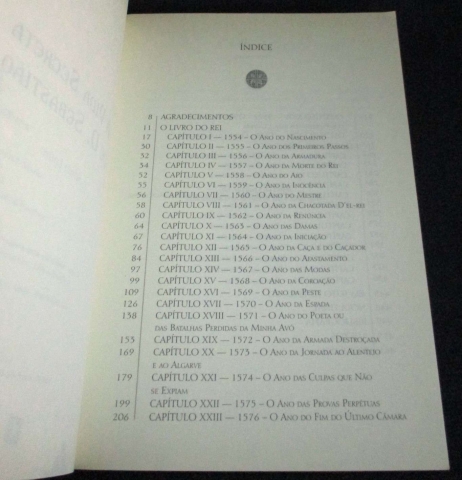 ÍNDICE
8 AGRADECIMENTOS
11 O LIVRO DO REI
17 CAPÍTULO I — 1554 – O Ano do Nascimento
50 CAPÍTULO II — 1555 – O Ano dos Primeiros Passos
52 CAPÍTULO III — 1556 – O Ano da Armadura
54 CAPÍTULO IV — 1557 – O Ano da Morte do Rei
52 CAPÍTULO V — 1558 – O Ano do Aio
55 CAPÍTULO VI — 1559 – O Ano da Inocência
56 CAPÍTULO VII — 1560 – O Ano do Mestre
58 CAPÍTULO VIII — 1561 – O Ano da Chacotada D'el-rei
60 CAPÍTULO IX — 1562 – O Ano da Renúncia
64 CAPÍTULO X — 1563 – O Ano das Damas
67 CAPÍTULO XI — 1564 – O Ano da Iniciação
76 CAPÍTULO XII — 1565 – O Ano da Caça e do Caçador
84 CAPÍTULO XIII — 1566 – O Ano do Afastamento
97 CAPÍTULO XIV — 1567 – O Ano das Modas
99 CAPÍTULO XV — 1568 – O Ano da Coroação
109 CAPÍTULO XVI — 1569 – O Ano da Peste
126 CAPÍTULO XVII — 1570 – O Ano da Espada
138 CAPÍTULO XVIII — 1571 – O Ano do Poeta ou
das Batalhas Perdidas da Minha Avó
155 CAPÍTULO XIX — 1572 – O Ano da Armada Destroçada
169 CAPÍTULO XX — 1573 – O Ano da Jornada ao Alentejo
e ao Algarve
179 CAPÍTULO XXI — 1574 – O Ano das Culpas que Não
se Expiam
199 CAPÍTULO XXII — 1575 – O Ano das Provas Perpétuas
206 CAPÍTULO XXIII — 1576 – O Ano do Fim do Último Câmara